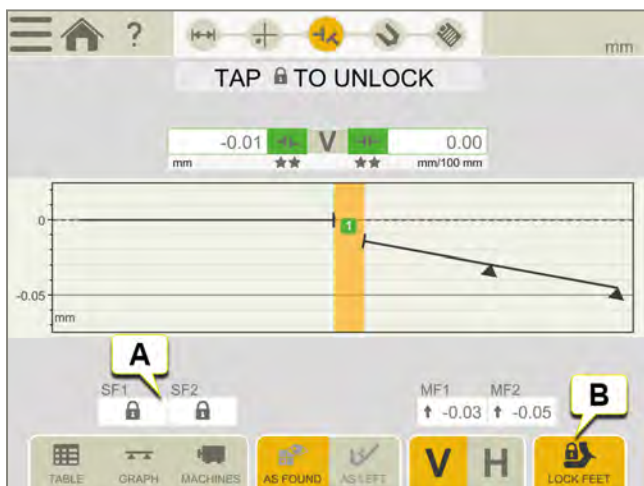 ?
mm
TAP TO UNLOCK
-0.01 V 0.00
mm ★★ ★★ mm/100 mm
0
1
-0.05
mm
A
SF1 SF2
MF1 MF2
B
-0.03 -0.05
V H
TABLE GRAPH MACHINES AS FOUND AS LEFT LOCK FEET